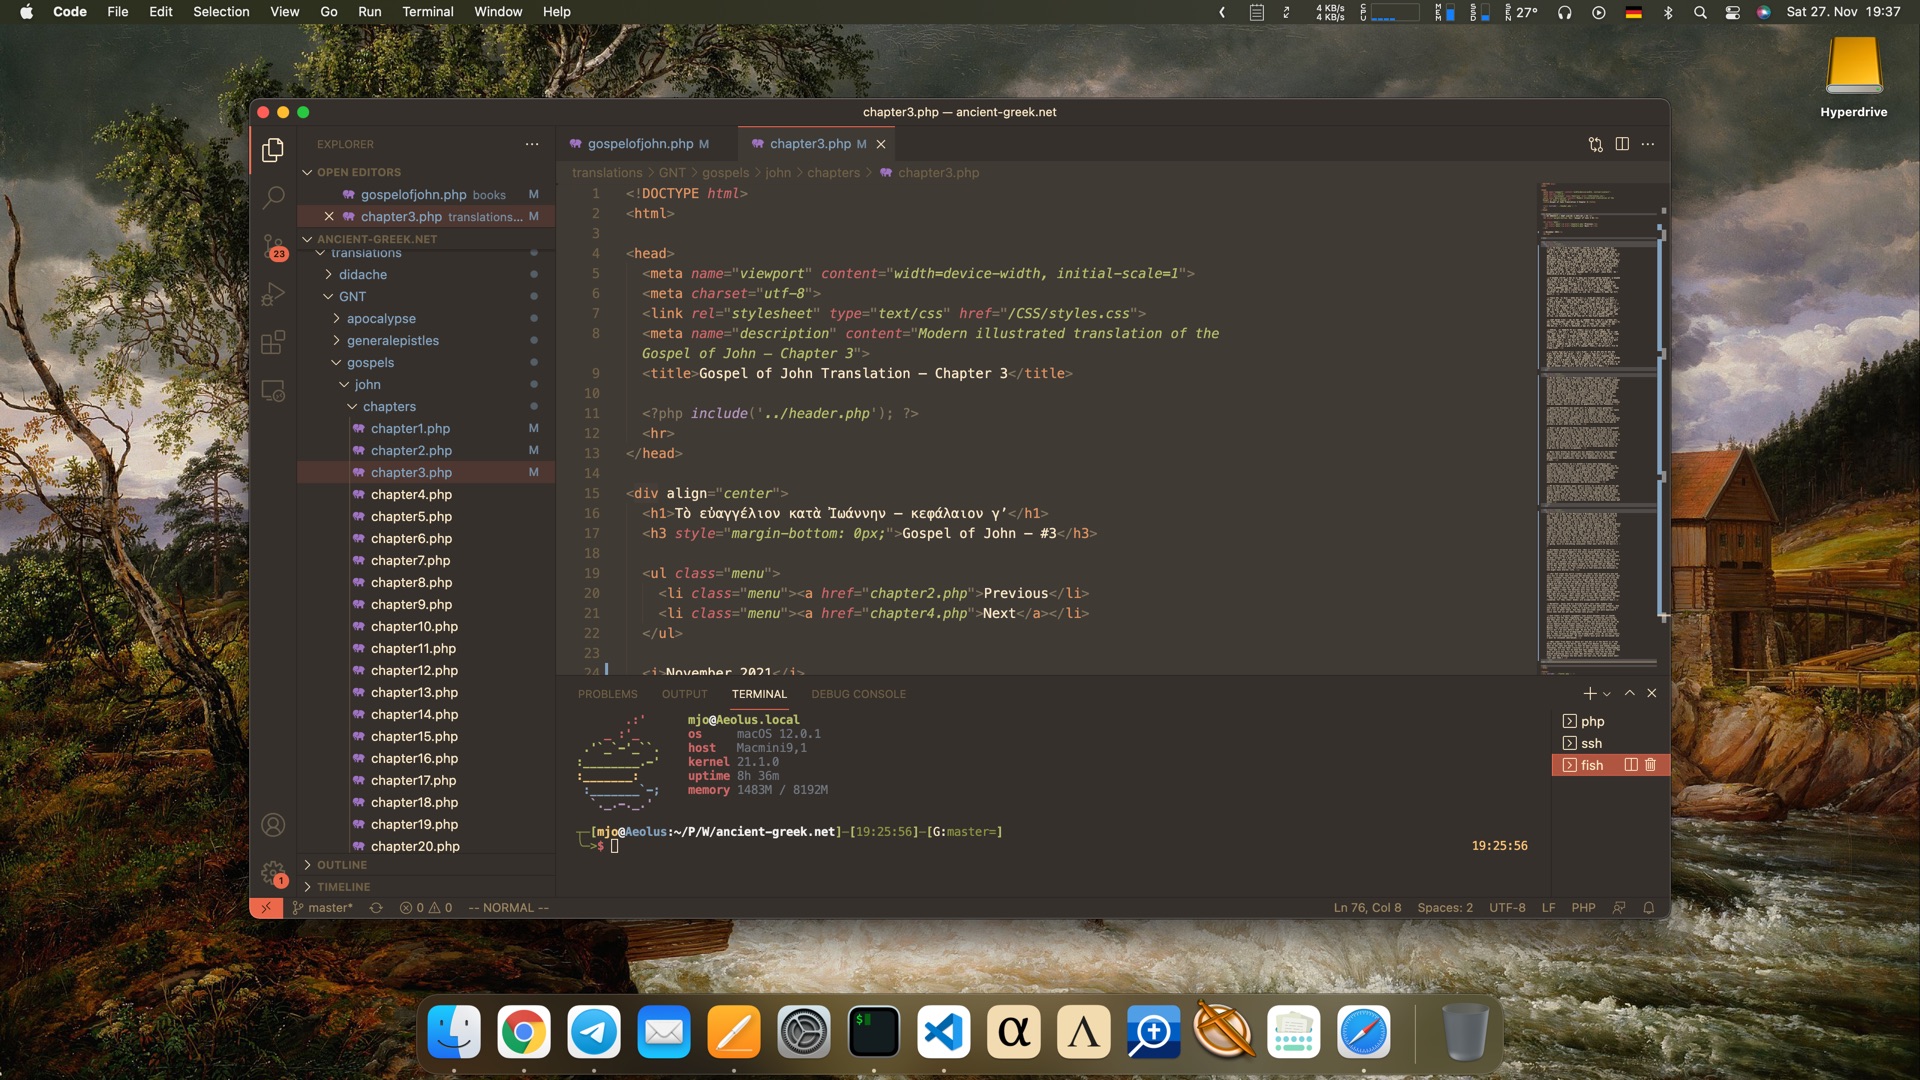 Code File Edit Selection View Go Run Terminal Window Help
4 KB/s
4 KB/s
CPU
MEM
SSD
SEN
27°
Sat 27. Nov 19:37
Hyperdrive
chapter3.php — ancient-greek.net
EXPLORER
OPEN EDITORS
gospelofjohn.php books M
chapter3.php translations... M
ANCIENT-GREEK.NET
translations
didache
GNT
apocalypse
generalepistles
gospels
john
chapters
chapter1.php M
chapter2.php M
chapter3.php M
chapter4.php
chapter5.php
chapter6.php
chapter7.php
chapter8.php
chapter9.php
chapter10.php
chapter11.php
chapter12.php
chapter13.php
chapter14.php
chapter15.php
chapter16.php
chapter17.php
chapter18.php
chapter19.php
chapter20.php
OUTLINE
TIMELINE
23
1
gospelofjohn.php M
chapter3.php M
translations > GNT > gospels > john > chapters > chapter3.php
1 <!DOCTYPE html>
2 <html>
3
4 <head>
5 <meta name="viewport" content="width=device-width, initial-scale=1">
6 <meta charset="utf-8">
7 <link rel="stylesheet" type="text/css" href="/CSS/styles.css">
8 <meta name="description" content="Modern illustrated translation of the
Gospel of John — Chapter 3">
9 <title>Gospel of John Translation — Chapter 3</title>
10
11 <?php include('../header.php'); ?>
12 <hr>
13 </head>
14
15 <div align="center">
16 <h1>Τὸ εὐαγγέλιον κατὰ Ἰωάννην — κεφάλαιον γ’</h1>
17 <h3 style="margin-bottom: 0px;">Gospel of John — #3</h3>
18
19 <ul class="menu">
20 <li class="menu"><a href="chapter2.php">Previous</li>
21 <li class="menu"><a href="chapter4.php">Next</a></li>
22 </ul>
23
24 <i>November 2021</i>
PROBLEMS OUTPUT TERMINAL DEBUG CONSOLE
mjo@Aeolus.local
os macOS 12.0.1
host Macmini9,1
kernel 21.1.0
uptime 8h 36m
memory 1483M / 8192M
[mjo@Aeolus:~/P/W/ancient-greek.net]—[19:25:56]—[G:master=]
>$
19:25:56
php
ssh
fish
master* 0 0 -- NORMAL --
Ln 76, Col 8 Spaces: 2 UTF-8 LF PHP
$
α
Λ